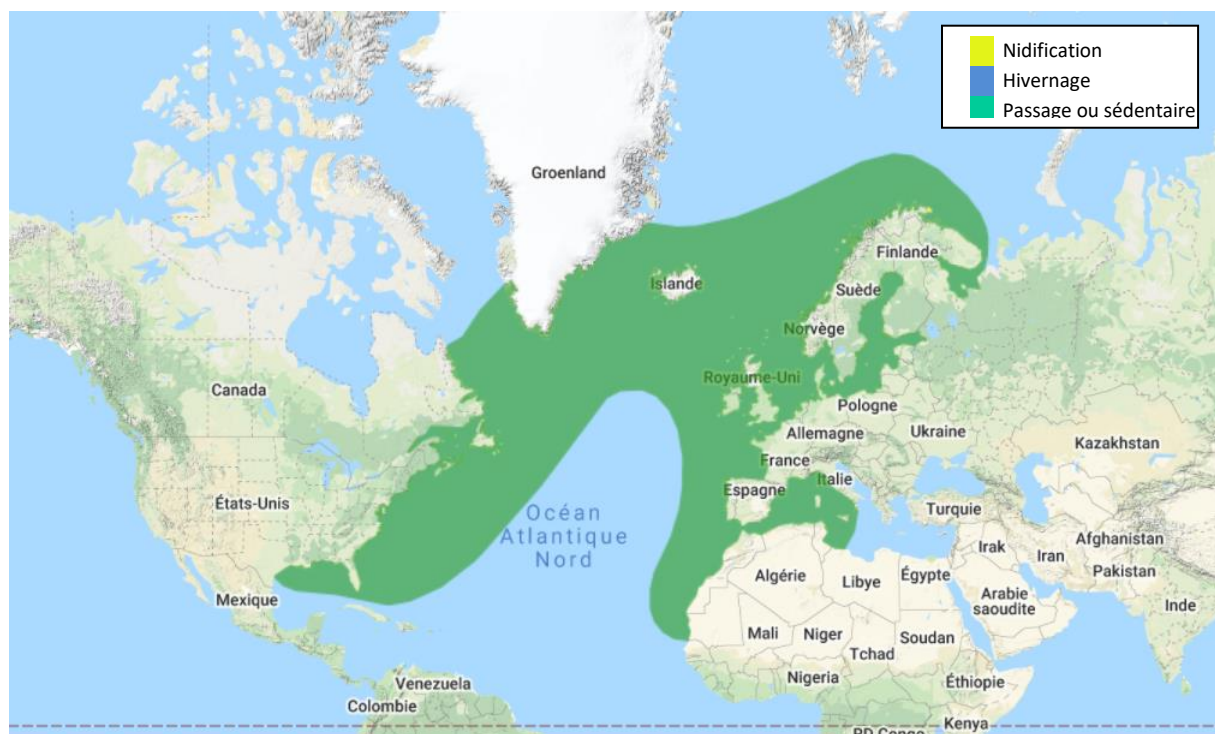 Nidification
Hivernage
Passage ou sédentaire
Groenland
Finlande
Islande
Suède
Norvège
Royaume-Uni
Canada
Pologne
Allemagne
Ukraine
Kazakhstan
France
Italie
Espagne
États-Unis
Turquie
Océan
Atlantique
Nord
Afghanistan
Irak
Iran
Pakistan
Algérie
Libye
Égypte
Arabie
saoudite
Inde
Mexique
Mali
Niger
Soudan
Tchad
Nigeria
Éthiopie
Venezuela
Colombie
Kenya
RD Congo